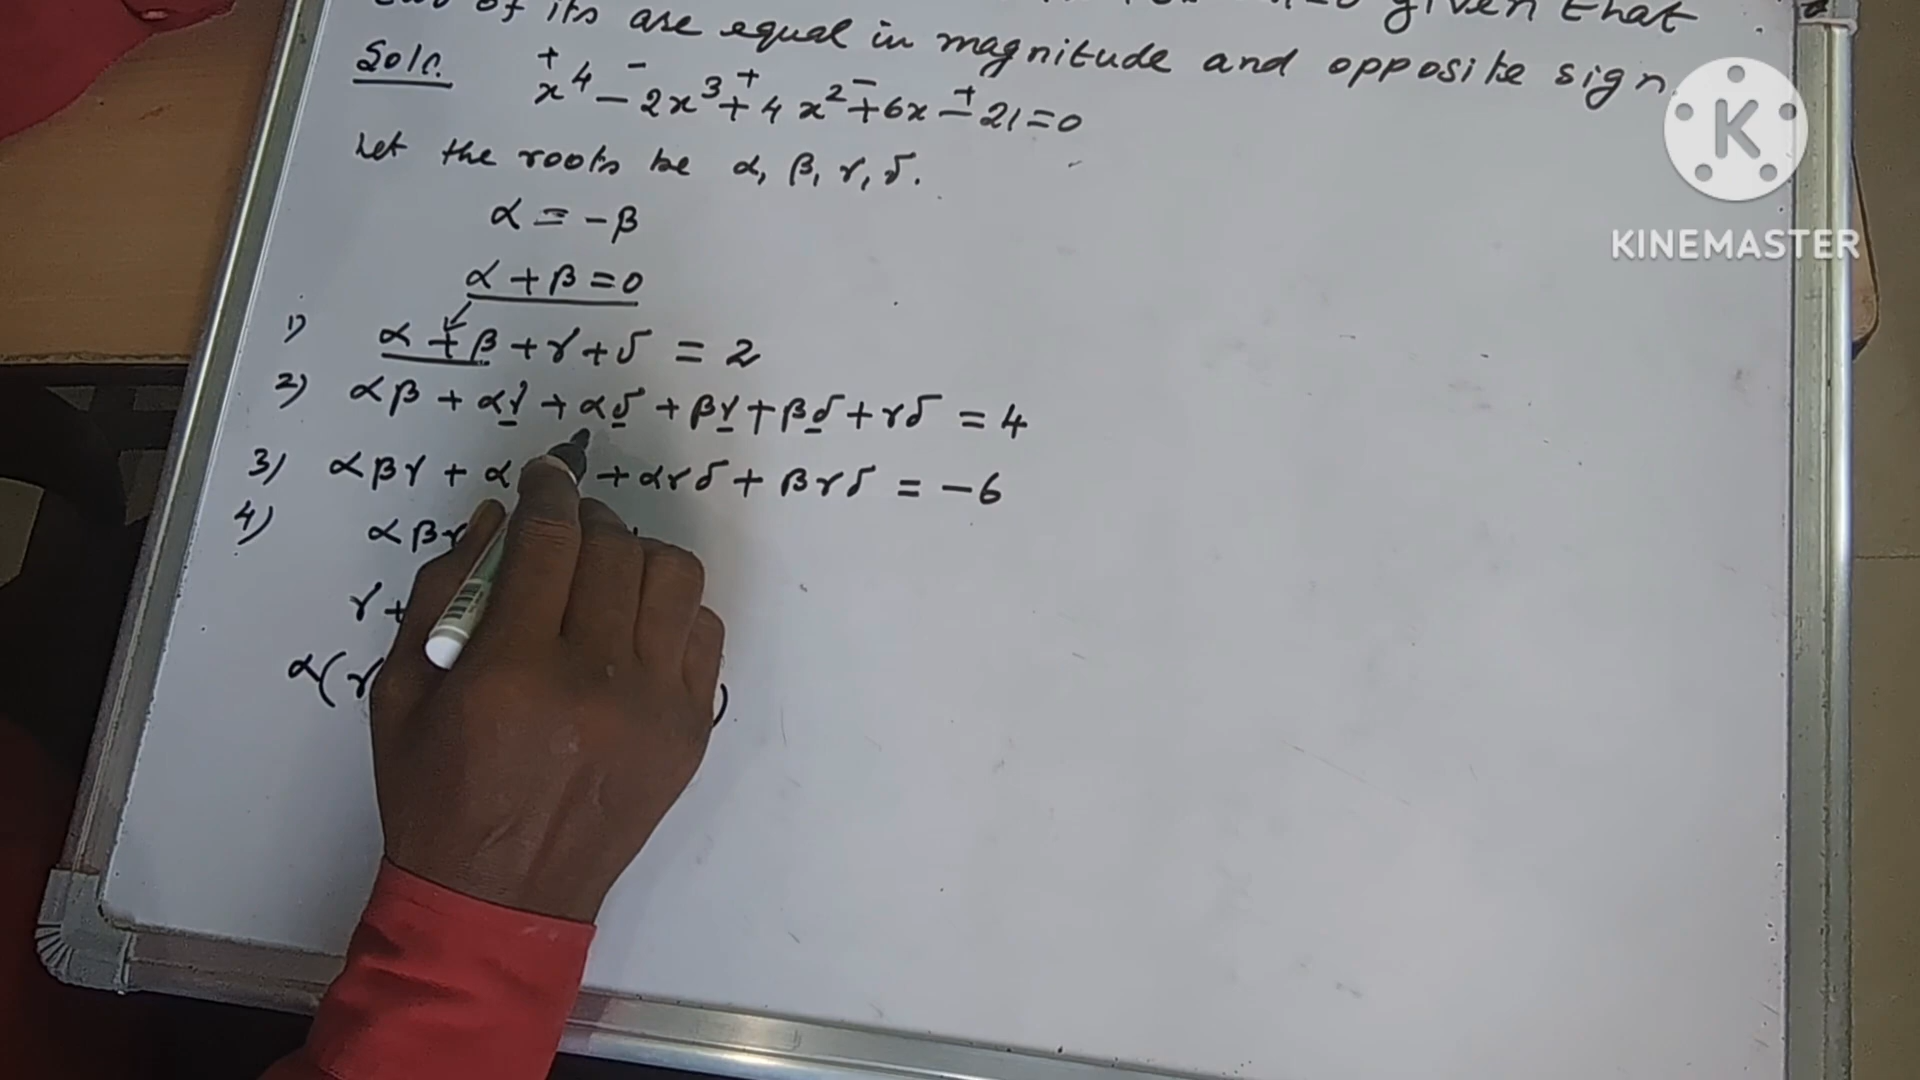 of its are equal in magnitude and opposite sign.
given that
Soln.
+ - + - +
x⁴ - 2x³ + 4x² + 6x - 21 = 0
Let the roots be α, β, γ, δ.
α = -β
α + β = 0
1) α + β + γ + δ = 2
2) αβ + αγ + αδ + βγ + βδ + γδ = 4
3) αβγ + α + αγδ + βγδ = -6
4) αβγ
γ +
α(γ )
K
KINEMASTER